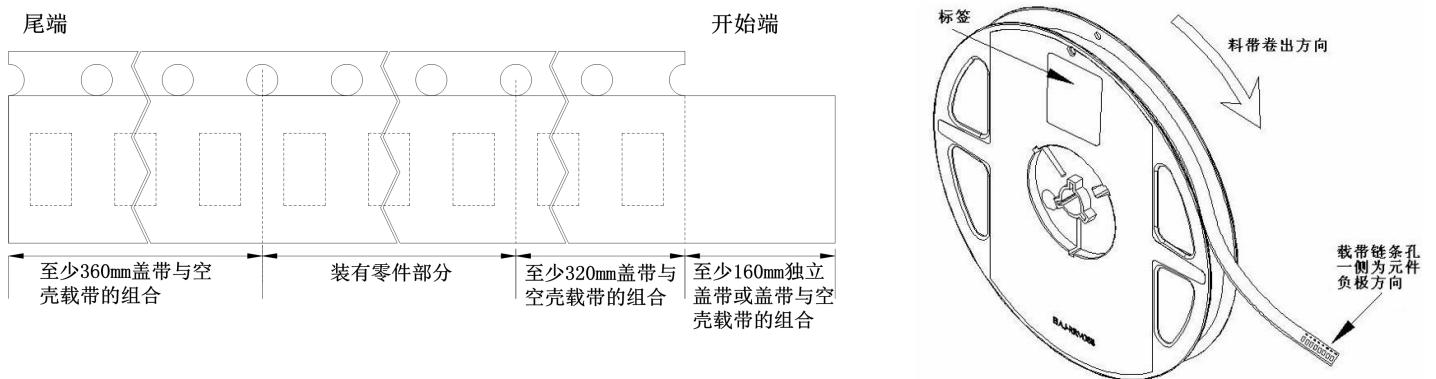 尾端
开始端
至少360mm盖带与空
壳载带的组合
装有零件部分
至少320mm盖带与
空壳载带的组合
至少160mm独立
盖带或盖带与空
壳载带的组合
标签
料带卷出方向
载带链条孔
一侧为元件
负极方向